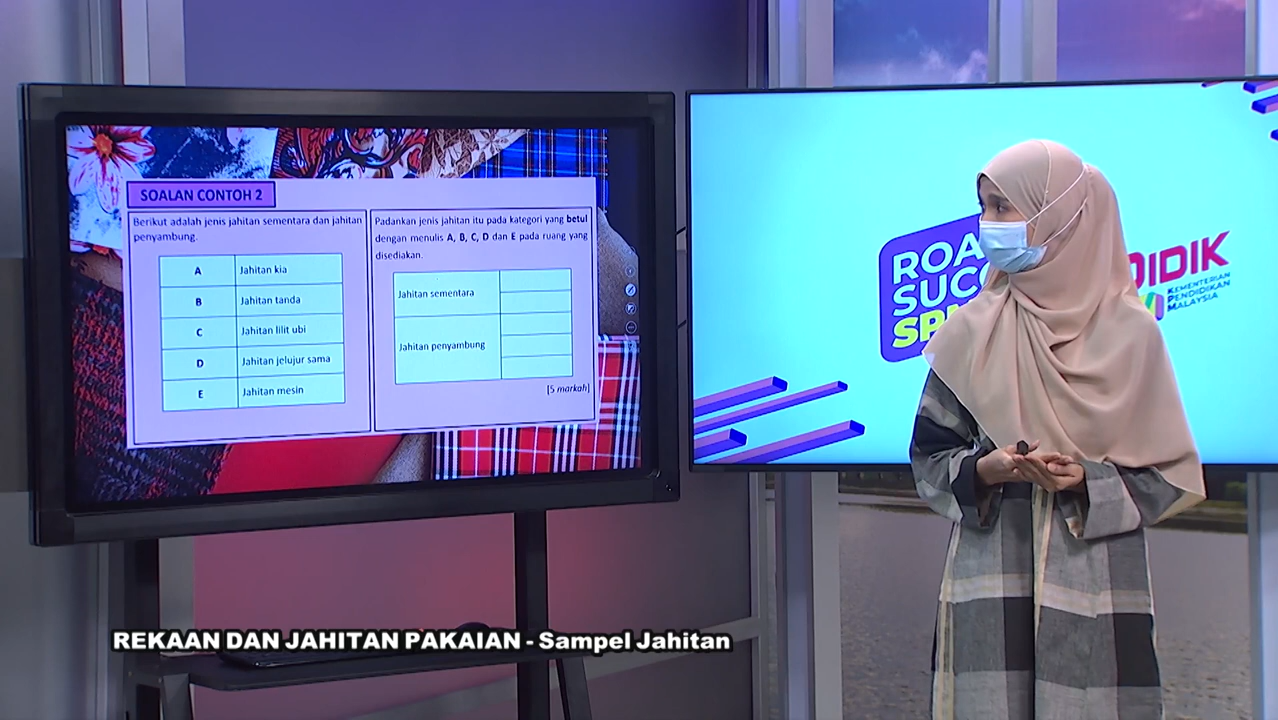 SOALAN CONTOH 2
Berikut adalah jenis jahitan sementara dan jahitan
penyambung.
A Jahitan kia
B Jahitan tanda
C Jahitan lilit ubi
D Jahitan jelujur sama
E Jahitan mesin
Padankan jenis jahitan itu pada kategori yang betul
dengan menulis A, B, C, D dan E pada ruang yang
disediakan.
Jahitan sementara
Jahitan penyambung
[5 markah]
ROA
SUCC
SP
DIDIK
KEMENTERIAN
PENDIDIKAN
MALAYSIA
REKAAN DAN JAHITAN PAKAIAN - Sampel Jahitan